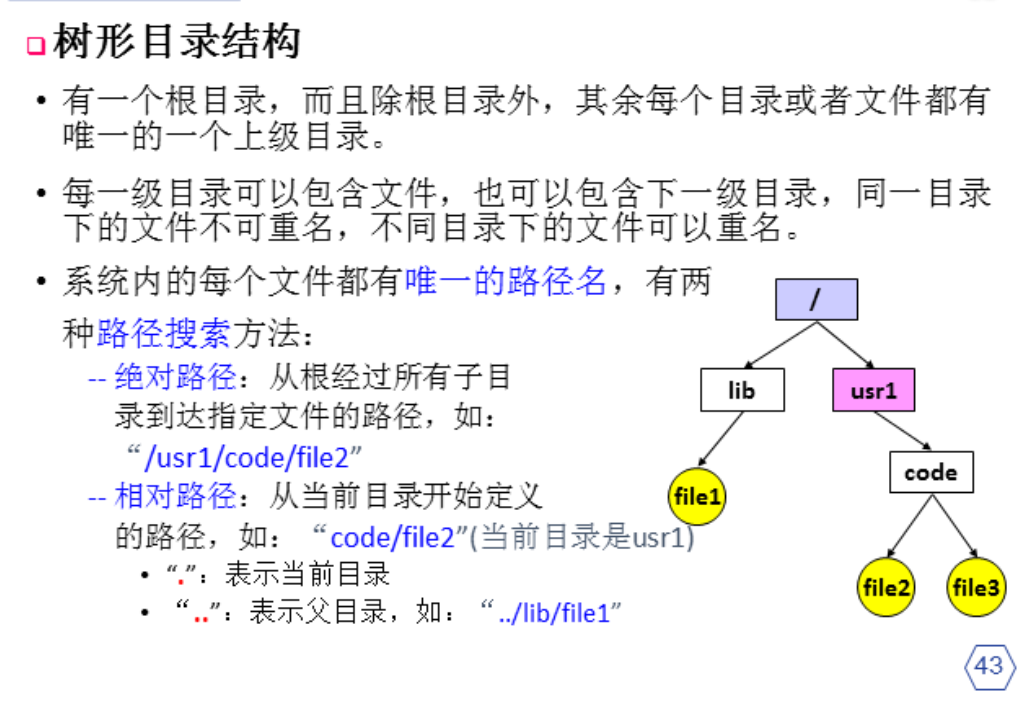 树形目录结构
• 有一个根目录，而且除根目录外，其余每个目录或者文件都有
唯一的一个上级目录。
• 每一级目录可以包含文件，也可以包含下一级目录，同一目录
下的文件不可重名，不同目录下的文件可以重名。
• 系统内的每个文件都有唯一的路径名，有两
种路径搜索方法：
-- 绝对路径：从根经过所有子目
录到达指定文件的路径，如：
“/usr1/code/file2”
-- 相对路径：从当前目录开始定义
的路径，如： “code/file2”(当前目录是usr1)
• “.”：表示当前目录
• “..”：表示父目录，如： “../lib/file1”
/
lib
usr1
file1
code
file2
file3
43